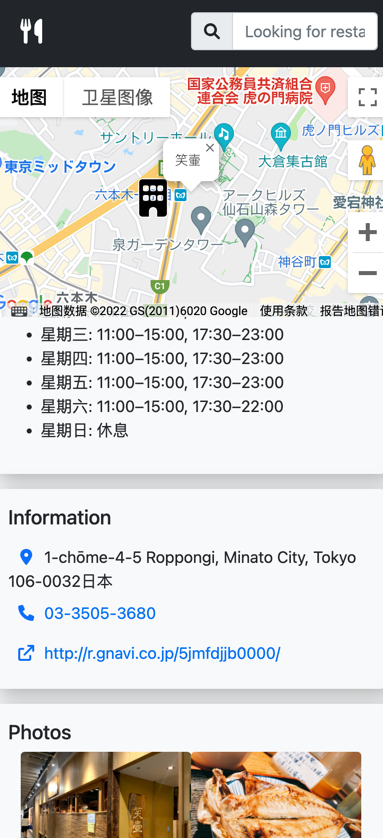 Looking for resta
地图
卫星图像
国家公務員共済組合
連合会 虎の門病院
サントリーホール
虎ノ門ヒルズ
大倉集古館
東京ミッドタウン
笑壷
六本木一
アークヒルズ
仙石山森タワー
愛宕神社
泉ガーデンタワー
神谷町
C1
六本木
地图数据 ©2022 GS(2011)6020 Google 使用条款 报告地图错误
• 星期三: 11:00–15:00, 17:30–23:00
• 星期四: 11:00–15:00, 17:30–23:00
• 星期五: 11:00–15:00, 17:30–23:00
• 星期六: 11:00–15:00, 17:30–22:00
• 星期日: 休息
Information
1-chōme-4-5 Roppongi, Minato City, Tokyo
106-0032日本
03-3505-3680
http://r.gnavi.co.jp/5jmfdjjb0000/
Photos